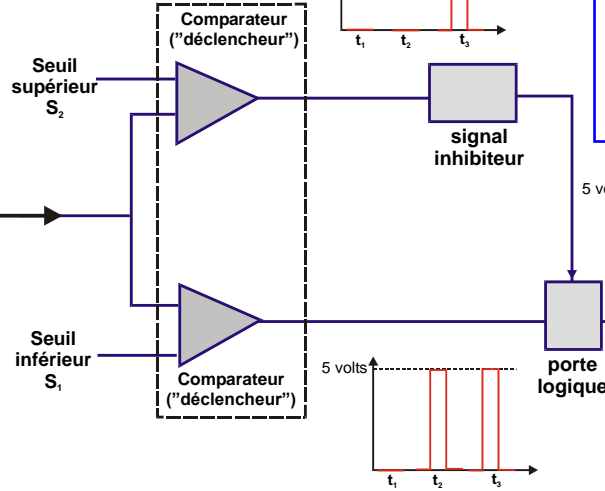 Comparateur
("déclencheur")
t₁ t₂ t₃
Seuil
supérieur
S₂
signal
inhibiteur
5 vo
Seuil
inférieur
S₁
Comparateur
("déclencheur")
5 volts
porte
logique
t₁ t₂ t₃